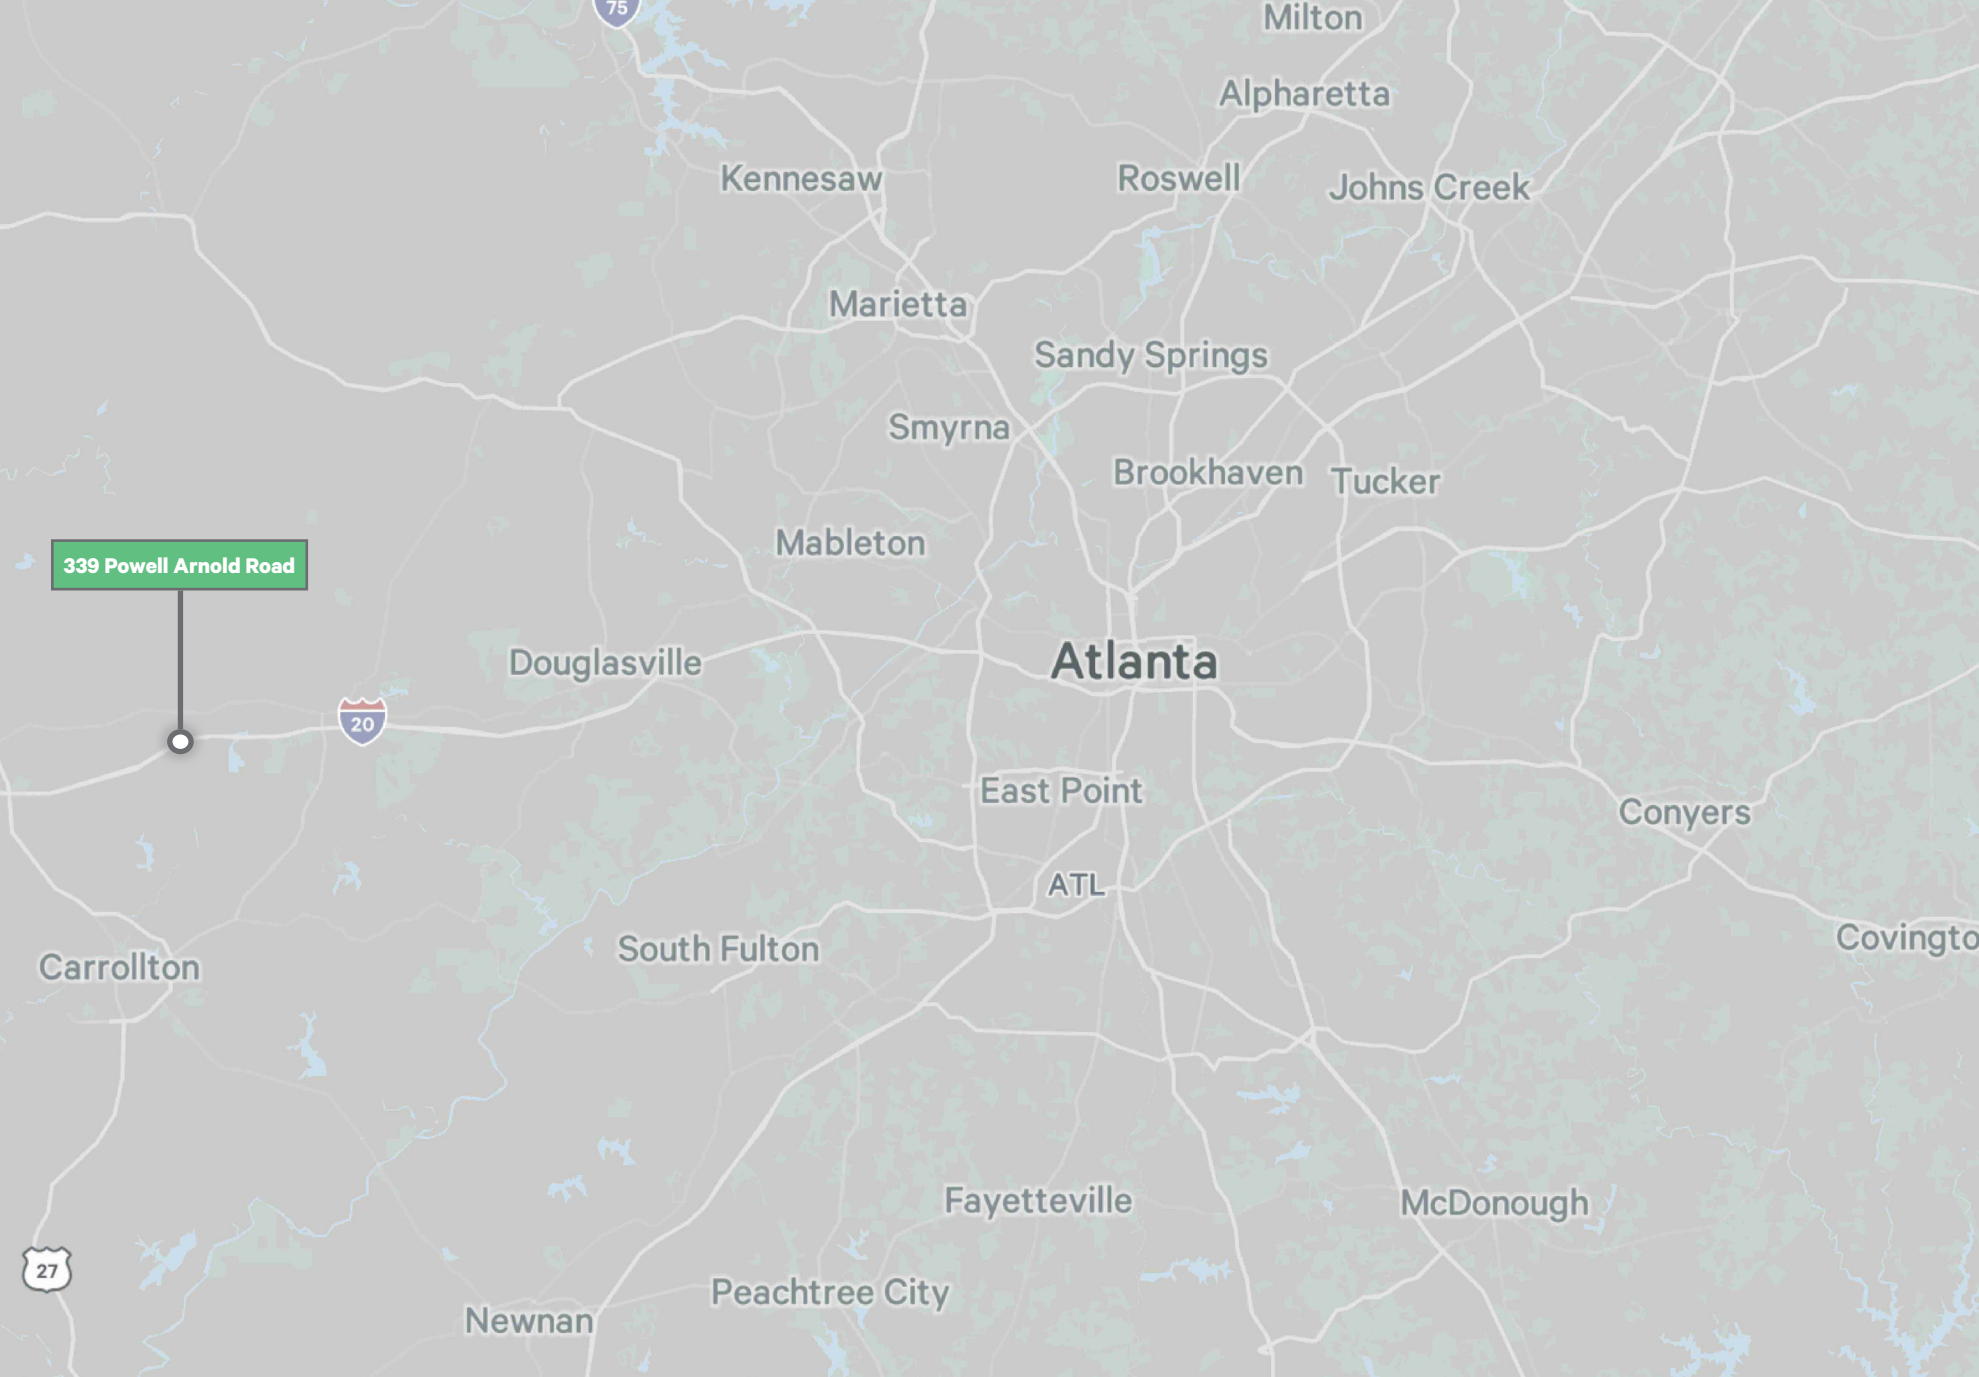 75
Milton
Alpharetta
Kennesaw
Roswell
Johns Creek
Marietta
Sandy Springs
Smyrna
Brookhaven
Tucker
Mableton
339 Powell Arnold Road
Douglasville
Atlanta
20
East Point
Conyers
ATL
South Fulton
Covingto
Carrollton
Fayetteville
McDonough
27
Peachtree City
Newnan